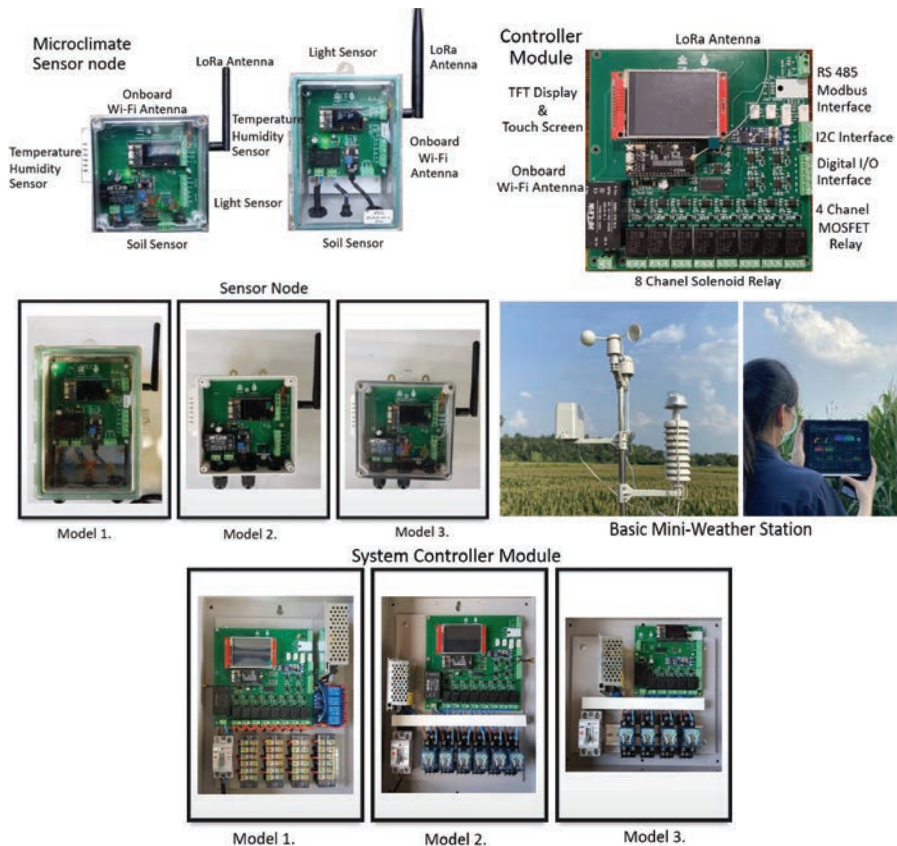 Microclimate
Sensor node
LoRa Antenna
Onboard
Wi-Fi Antenna
Temperature
Humidity
Sensor
Soil Sensor
Light Sensor
Light Sensor
LoRa
Antenna
Temperature
Humidity
Sensor
Onboard
Wi-Fi
Antenna
Soil Sensor
Controller
Module
LoRa Antenna
TFT Display
&
Touch Screen
Onboard
Wi-Fi Antenna
RS 485
Modbus
Interface
I2C Interface
Digital I/O
Interface
4 Chanel
MOSFET
Relay
8 Chanel Solenoid Relay
HF-Link
Sensor Node
Model 1.
Model 2.
Model 3.
Basic Mini-Weather Station
System Controller Module
Model 1.
Model 2.
Model 3.